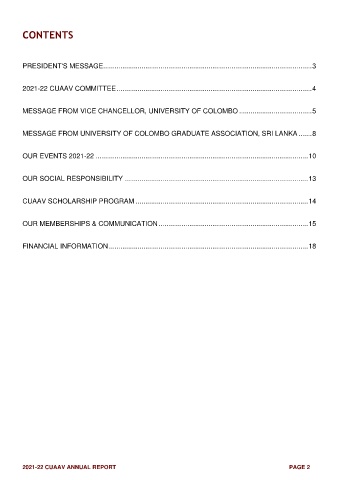 CONTENTS
PRESIDENT'S MESSAGE..........3
2021-22 CUAAV COMMITTEE..........4
MESSAGE FROM VICE CHANCELLOR, UNIVERSITY OF COLOMBO ..........5
MESSAGE FROM UNIVERSITY OF COLOMBO GRADUATE ASSOCIATION, SRI LANKA .......8
OUR EVENTS 2021-22 ..........10
OUR SOCIAL RESPONSIBILITY ..........13
CUAAV SCHOLARSHIP PROGRAM ..........14
OUR MEMBERSHIPS & COMMUNICATION ..........15
FINANCIAL INFORMATION..........18
2021-22 CUAAV ANNUAL REPORT PAGE 2